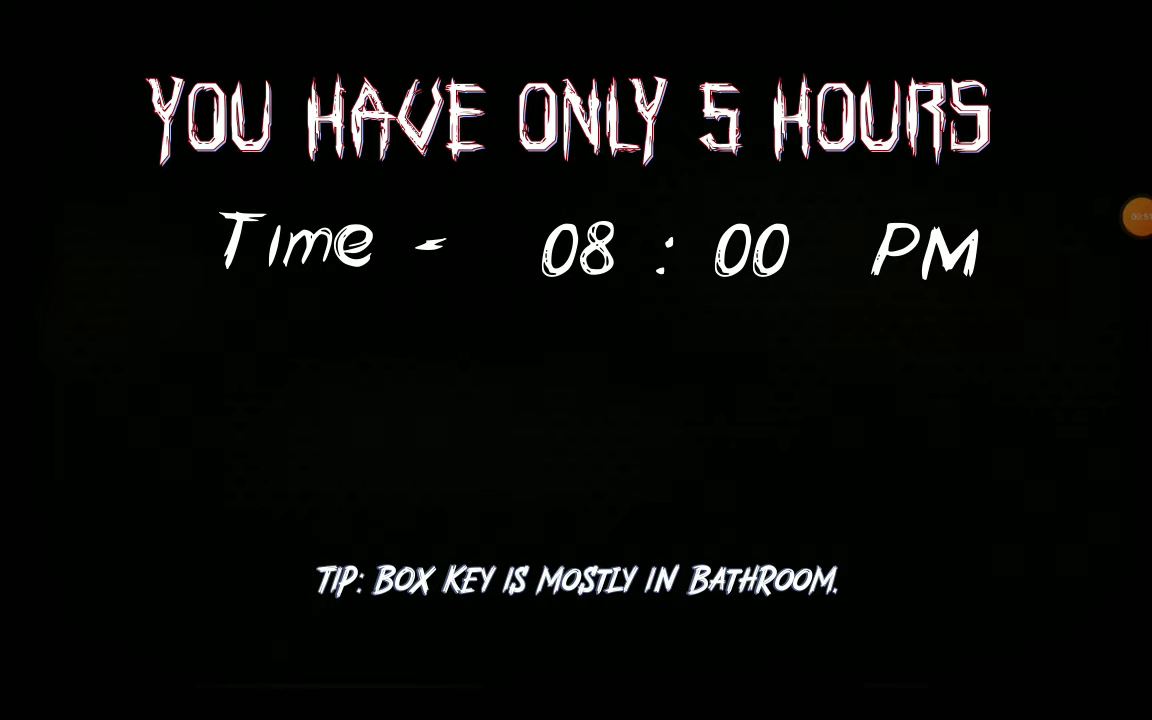 YOU HAVE ONLY 5 HOURS
Time - 08 : 00 PM
TIP: BOX KEY IS MOSTLY IN BATHROOM.